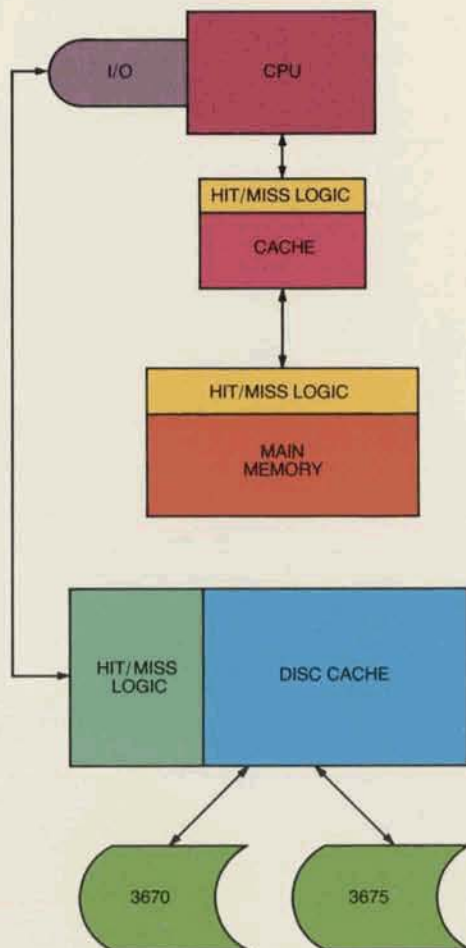 I/O
CPU
HIT/MISS LOGIC
CACHE
HIT/MISS LOGIC
MAIN
MEMORY
HIT/MISS
LOGIC
DISC CACHE
3670
3675